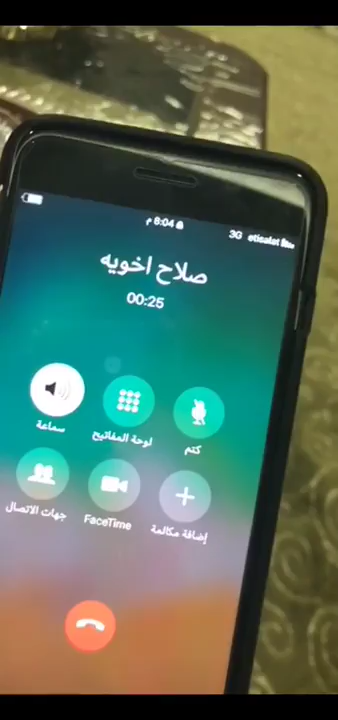 3G etisalat
8:04 م
صلاح اخويه
00:25
كتم
لوحة المفاتيح
سماعة
إضافة مكالمة
FaceTime
جهات الاتصال